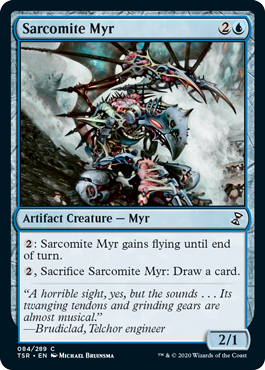 Sarcomite Myr 2
Artifact Creature — Myr
2: Sarcomite Myr gains flying until end
of turn.
2, Sacrifice Sarcomite Myr: Draw a card.
“A horrible sight, yes, but the sounds . . . Its
twanging tendons and grinding gears are
almost musical.”
—Brudiclad, Telchor engineer
2/1
084/289 C
TSR • EN Michael Bruinsma
™ & © 2020 Wizards of the Coast